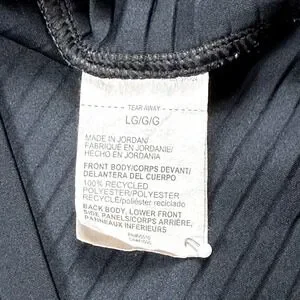 TEAR AWAY
LG/G/G
MADE IN JORDAN/
FABRIQUÉ EN JORDANIE/
HECHO EN JORDANIA
FRONT BODY/CORPS DEVANT/
DELANTERA DEL CUERPO
100% RECYCLED
POLYESTER/POLYESTER
RECYCLÉ/poliéster reciclado
BACK BODY, LOWER FRONT
SIDE PANELS/CORPS ARRIÈRE,
PANNEAUX INFÉRIEURS